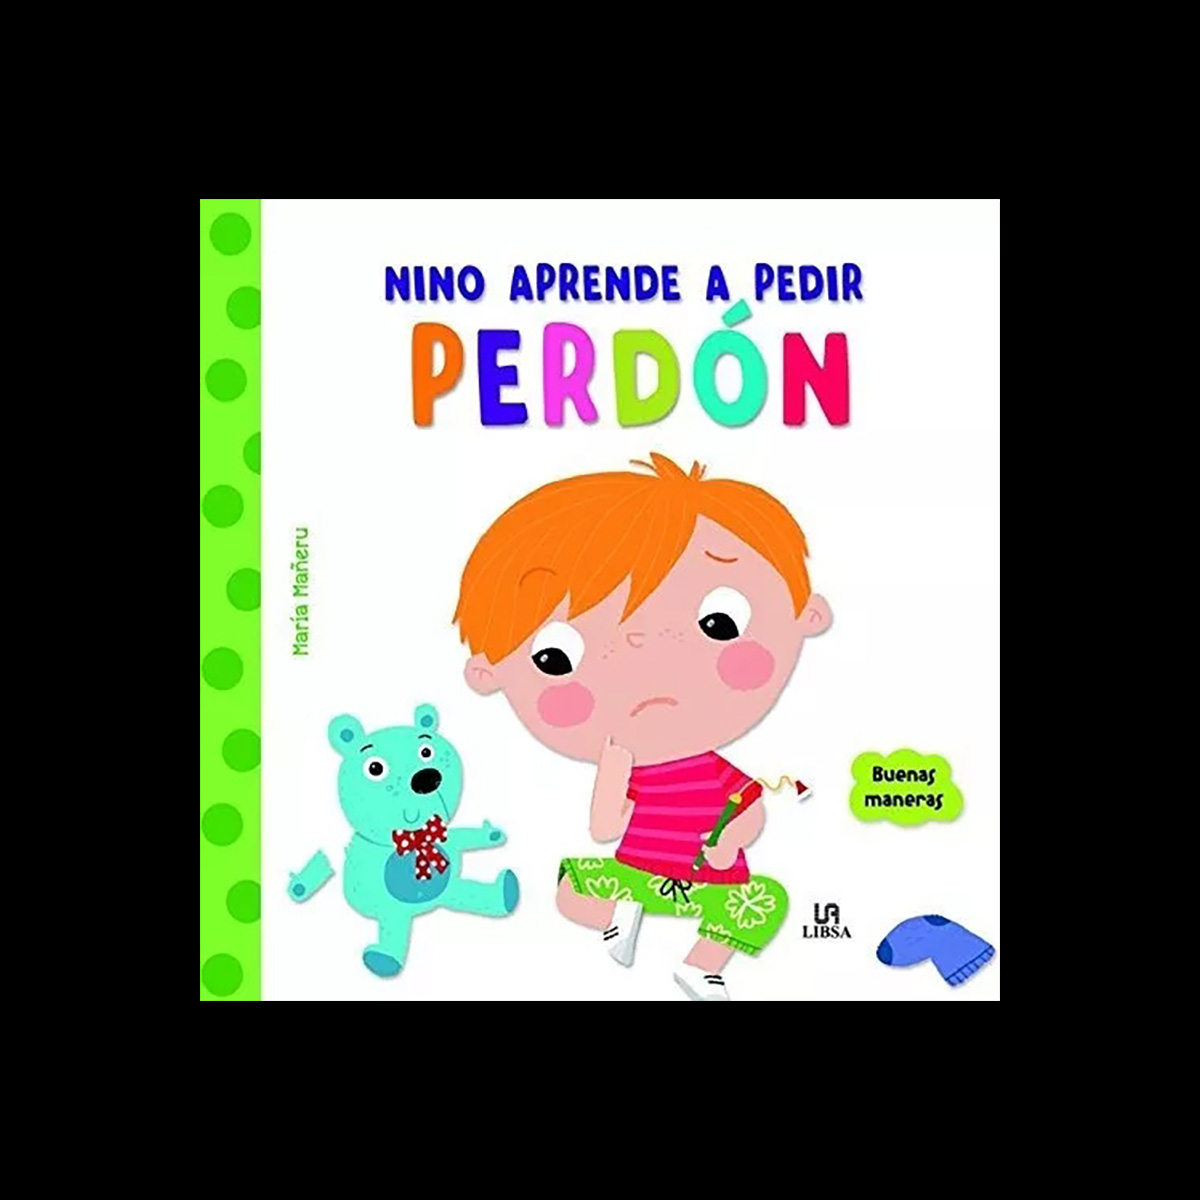 NINO APRENDE A PEDIR
PERDÓN
María Mañeru
Buenas
maneras
LIBSA